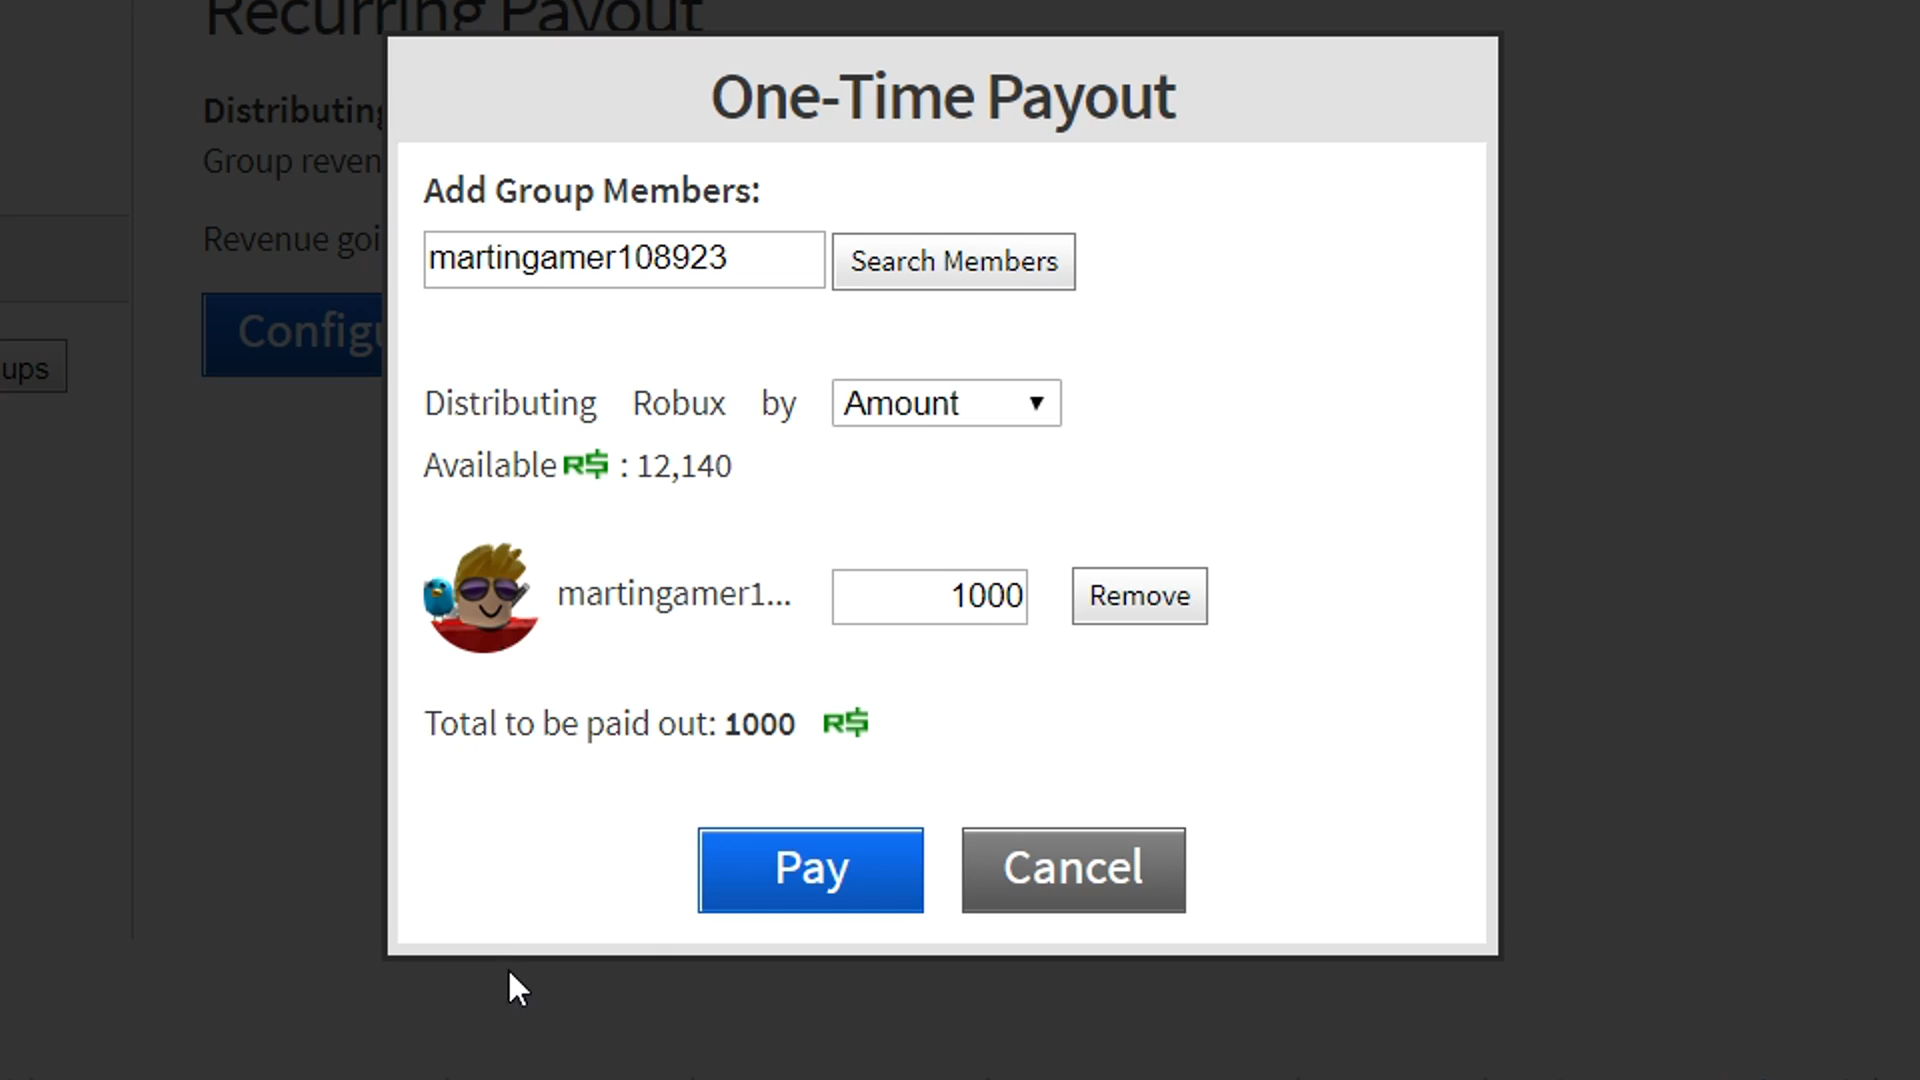 Recurring Payout
One-Time Payout
Distributing
Group reven
Revenue goi
Configu
ups
Add Group Members:
martingamer108923
Search Members
Distributing Robux by Amount
Available R$ : 12,140
martingamer1... 1000 Remove
Total to be paid out: 1000 R$
Pay Cancel